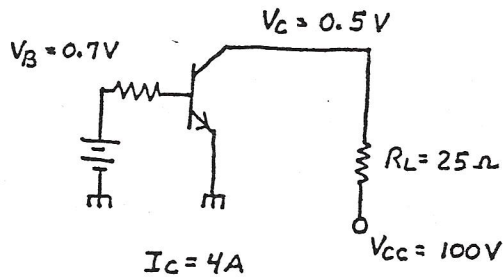 V_C = 0.5 V
V_B = 0.7V
R_L = 25 Ω
V_CC = 100V
I_C = 4A